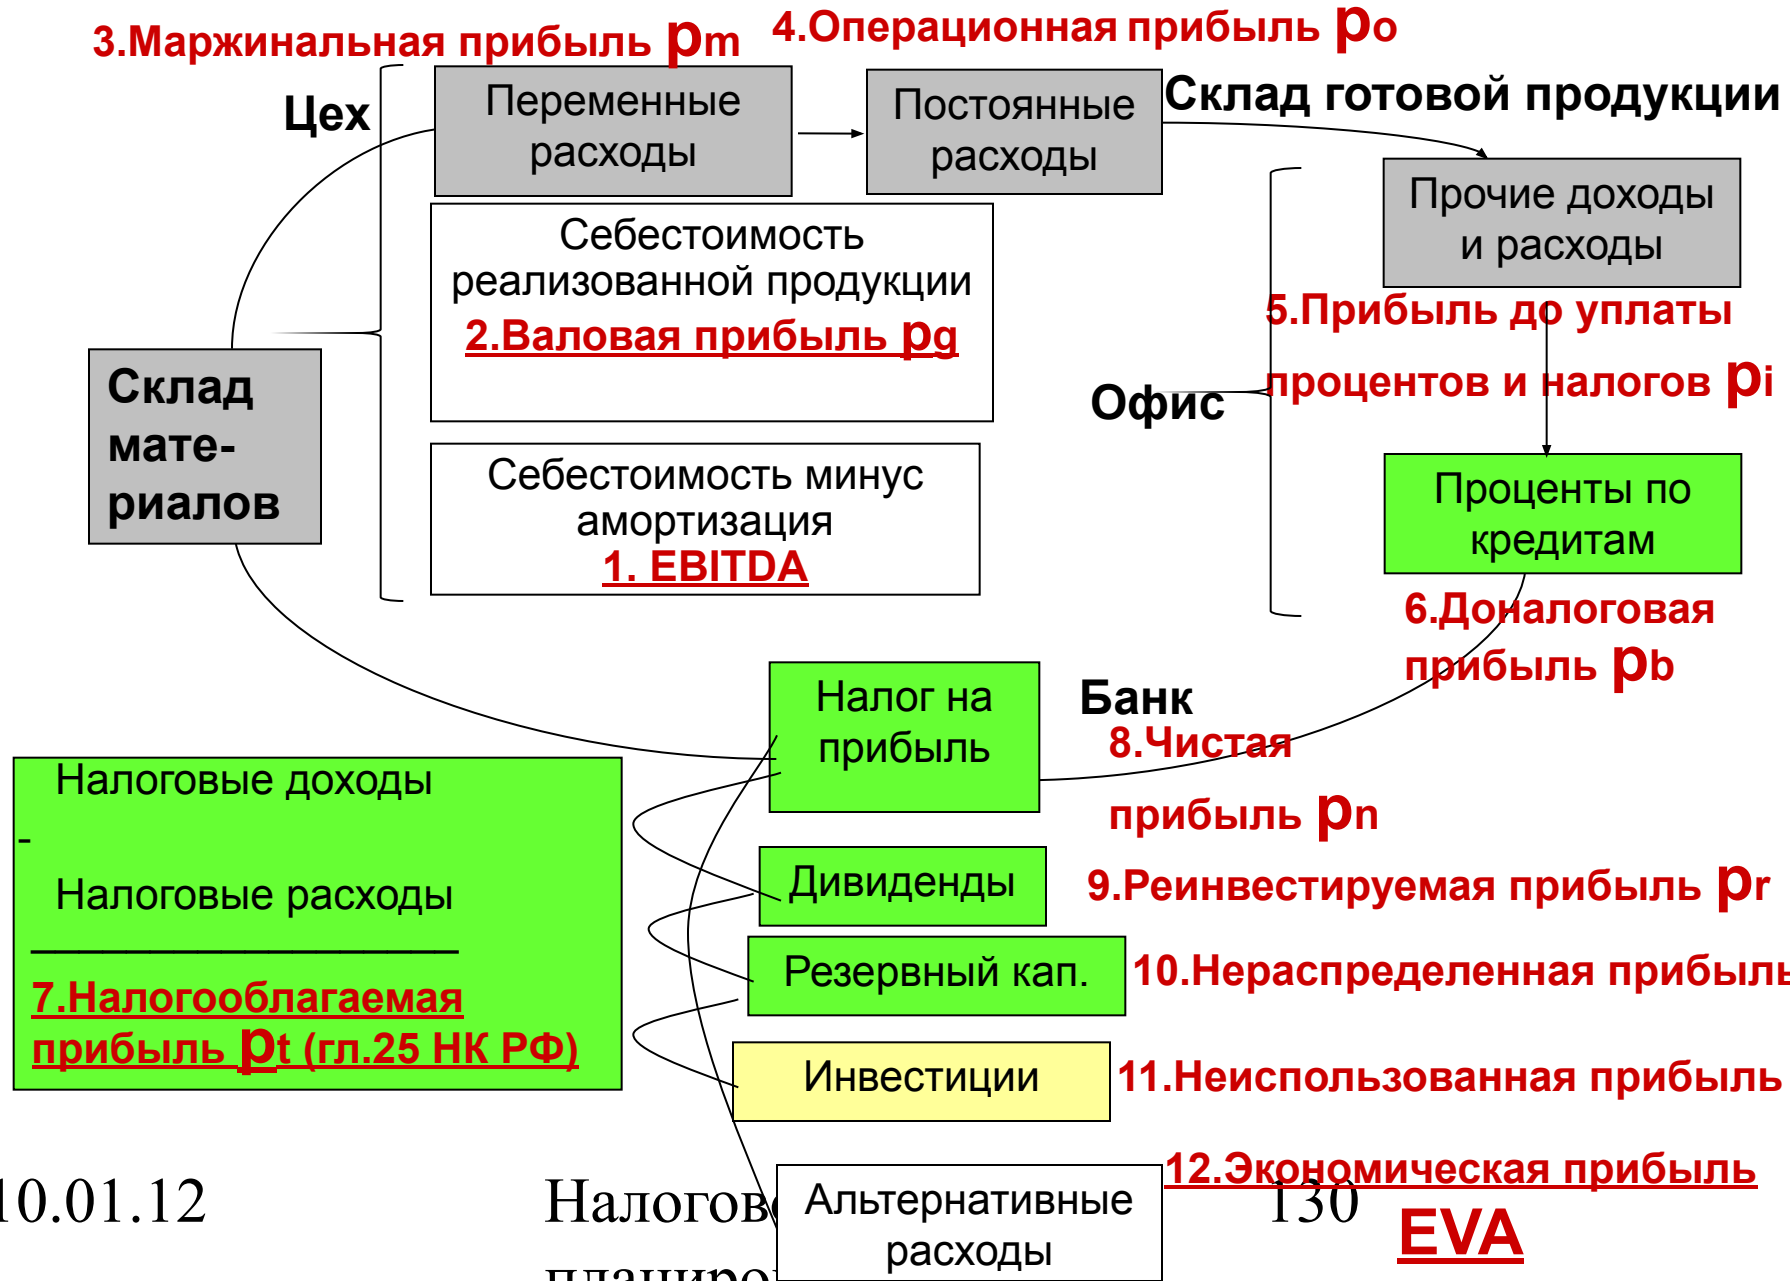 3.Маржинальная прибыль pm
4.Операционная прибыль po
Цех
Переменные
расходы
Постоянные
расходы
Склад готовой продукции
Прочие доходы
и расходы
Себестоимость
реализованной продукции
2.Валовая прибыль pg
5.Прибыль до уплаты
процентов и налогов pi
Склад
мате-
риалов
Офис
Себестоимость минус
амортизация
1. EBITDA
Проценты по
кредитам
6.Доналоговая
прибыль pb
Налог на
прибыль
Банк
8.Чистая
прибыль pn
Налоговые доходы
-
Налоговые расходы
7.Налогооблагаемая
прибыль pt (гл.25 НК РФ)
Дивиденды
9.Реинвестируемая прибыль pr
Резервный кап.
10.Нераспределенная прибыль
Инвестиции
11.Неиспользованная прибыль
12.Экономическая прибыль
EVA
Альтернативные
расходы
10.01.12
130